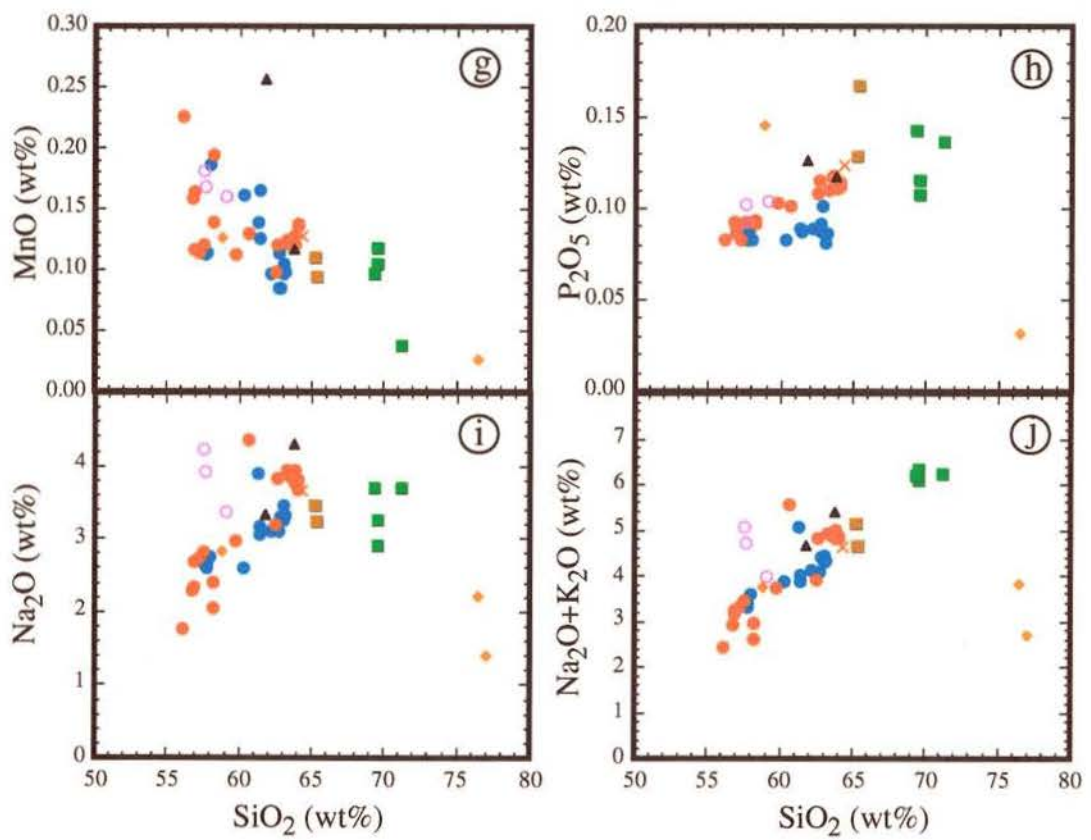 0.30
0.25
0.20
0.15
0.10
0.05
0.00
MnO (wt%)
g
0.20
0.15
0.10
0.05
0.00
P₂O₅ (wt%)
h
4
3
2
1
0
Na₂O (wt%)
i
50 55 60 65 70 75 80
SiO₂ (wt%)
7
6
5
4
3
2
1
0
Na₂O+K₂O (wt%)
j
50 55 60 65 70 75 80
SiO₂ (wt%)